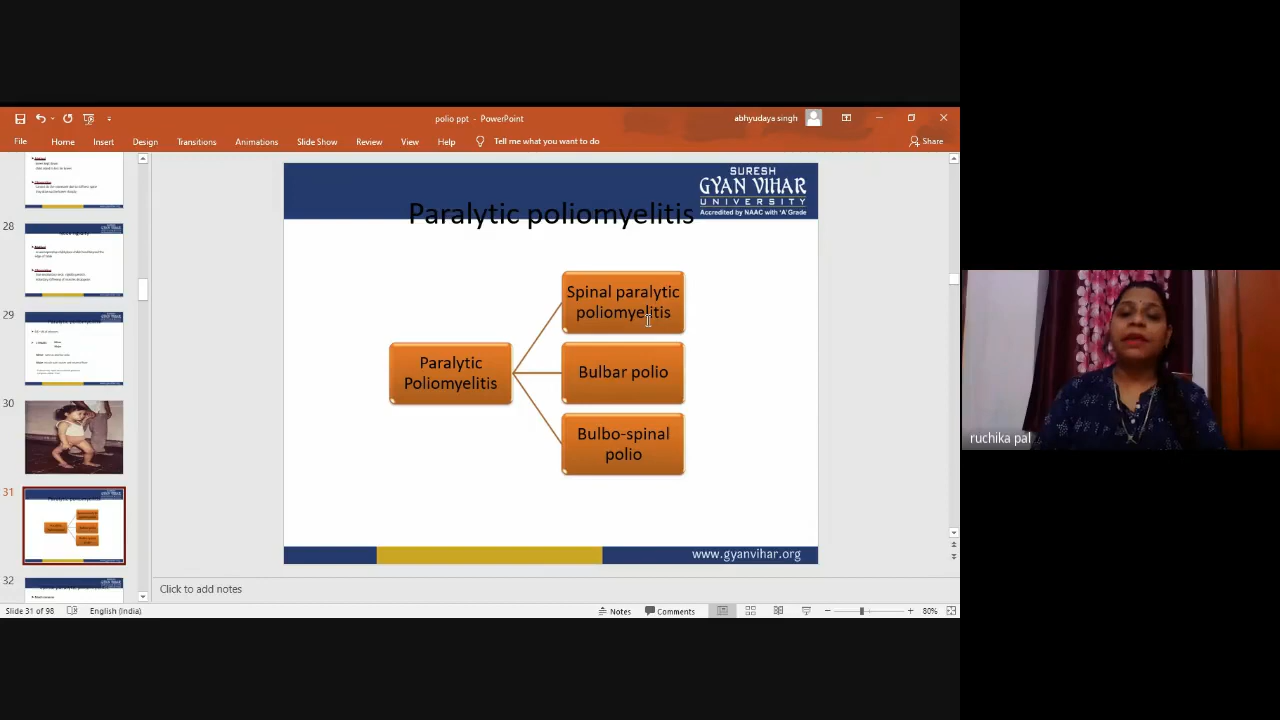 polio ppt - PowerPoint
abhyudaya singh
File Home Insert Design Transitions Animations Slide Show Review View Help Tell me what you want to do
Share
28
29
30
31
32
SURESH
GYAN VIHAR
UNIVERSITY
Accredited by NAAC with 'A' Grade
Paralytic poliomyelitis
Paralytic
Poliomyelitis
Spinal paralytic
poliomyelitis
Bulbar polio
Bulbo-spinal
polio
www.gyanvihar.org
Click to add notes
Slide 31 of 98 English (India) Notes Comments 80%
ruchika pal